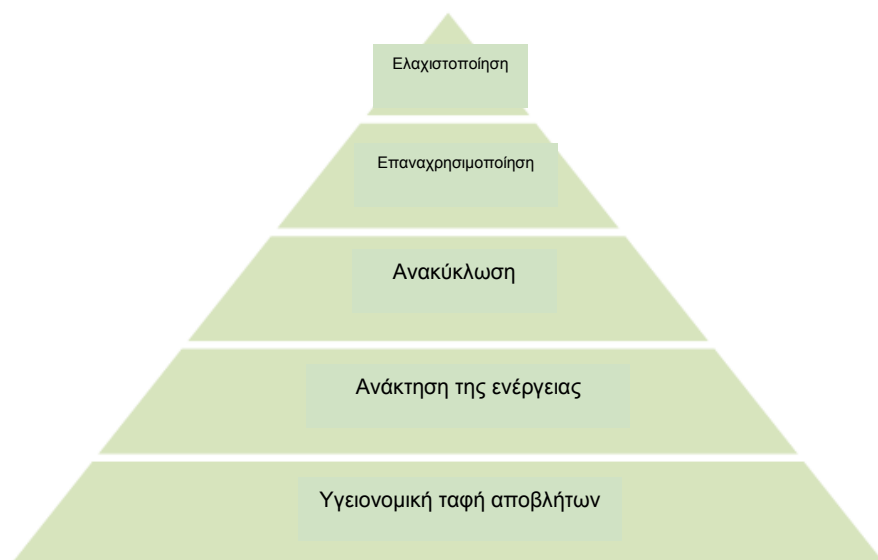 Ελαχιστοποίηση
Επαναχρησιμοποίηση
Ανακύκλωση
Ανάκτηση της ενέργειας
Υγειονομική ταφή αποβλήτων